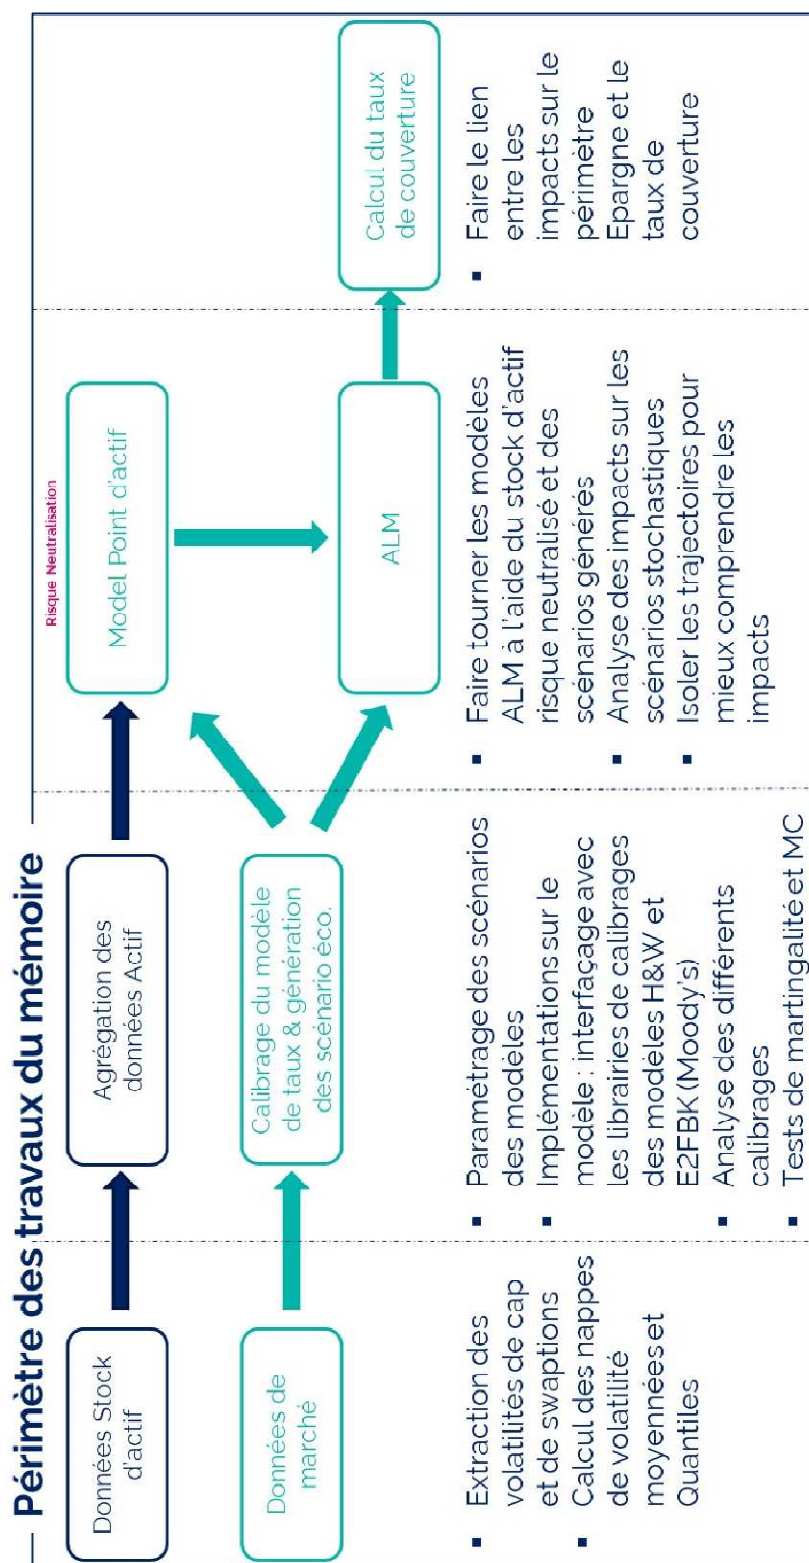 Périmètre des travaux du mémoire
Données Stock
d'actif
Agrégation des
données Actif
Risque Neutralisation
Model Point d'actif
Données de
marché
Calibrage du modèle
de taux & génération
des scénario éco.
ALM
Calcul du taux
de couverture
▪ Extraction des
volatilités de cap
et de swaptions
▪ Calcul des nappes
de volatilité
moyennées et
Quantiles
▪ Paramétrage des scénarios
des modèles
▪ Implémentations sur le
modèle : interfaçage avec
les librairies de calibrages
des modèles H&W et
E2FBK (Moody's)
▪ Analyse des différents
calibrages
▪ Tests de martingalité et MC
▪ Faire tourner les modèles
ALM à l'aide du stock d'actif
risque neutralisé et des
scénarios générés
▪ Analyse des impacts sur les
scénarios stochastiques
▪ Isoler les trajectoires pour
mieux comprendre les
impacts
▪ Faire le lien
entre les
impacts sur le
périmètre
Epargne et le
taux de
couverture